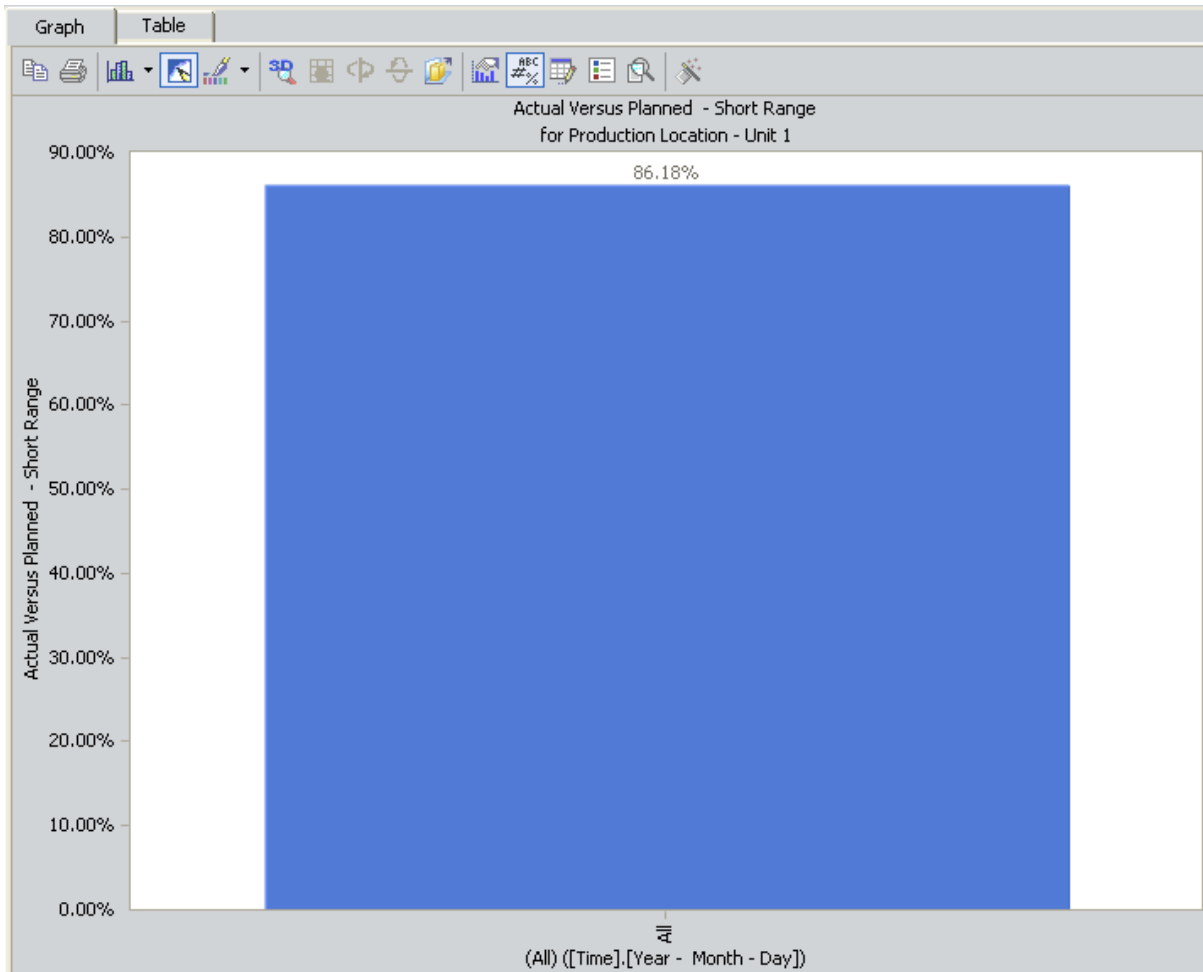 Graph Table
3D ABC #%
Actual Versus Planned - Short Range
for Production Location - Unit 1
90.00%
86.18%
80.00%
70.00%
60.00%
50.00%
40.00%
30.00%
20.00%
10.00%
0.00%
Actual Versus Planned - Short Range
All
(All) ([Time].[Year - Month - Day])